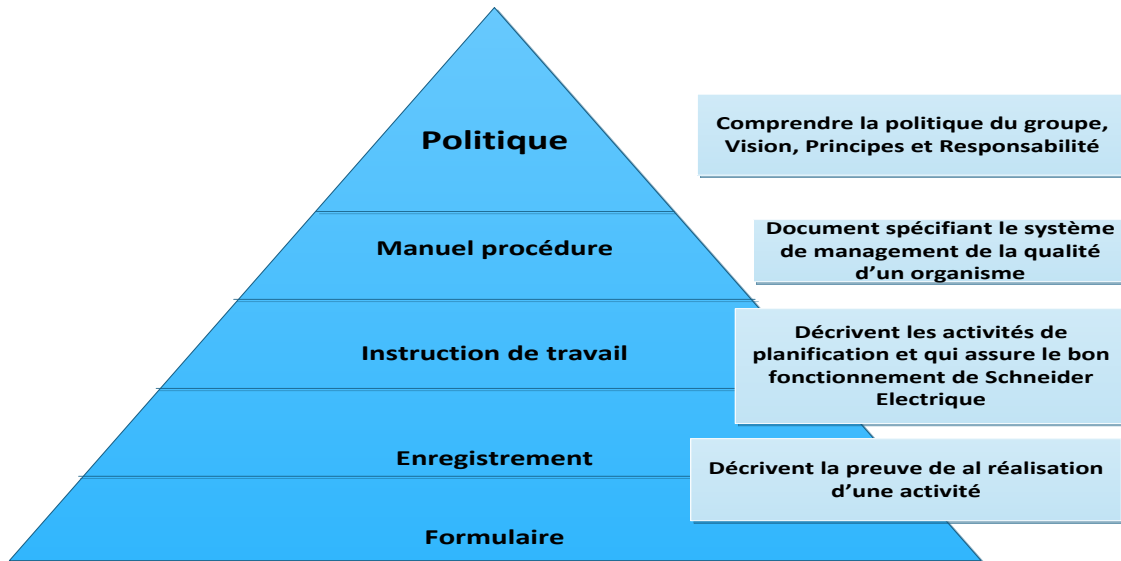 Politique
Comprendre la politique du groupe,
Vision, Principes et Responsabilité
Manuel procédure
Document spécifiant le système
de management de la qualité
d’un organisme
Instruction de travail
Décrivent les activités de
planification et qui assure le bon
fonctionnement de Schneider
Electrique
Enregistrement
Décrivent la preuve de al réalisation
d’une activité
Formulaire